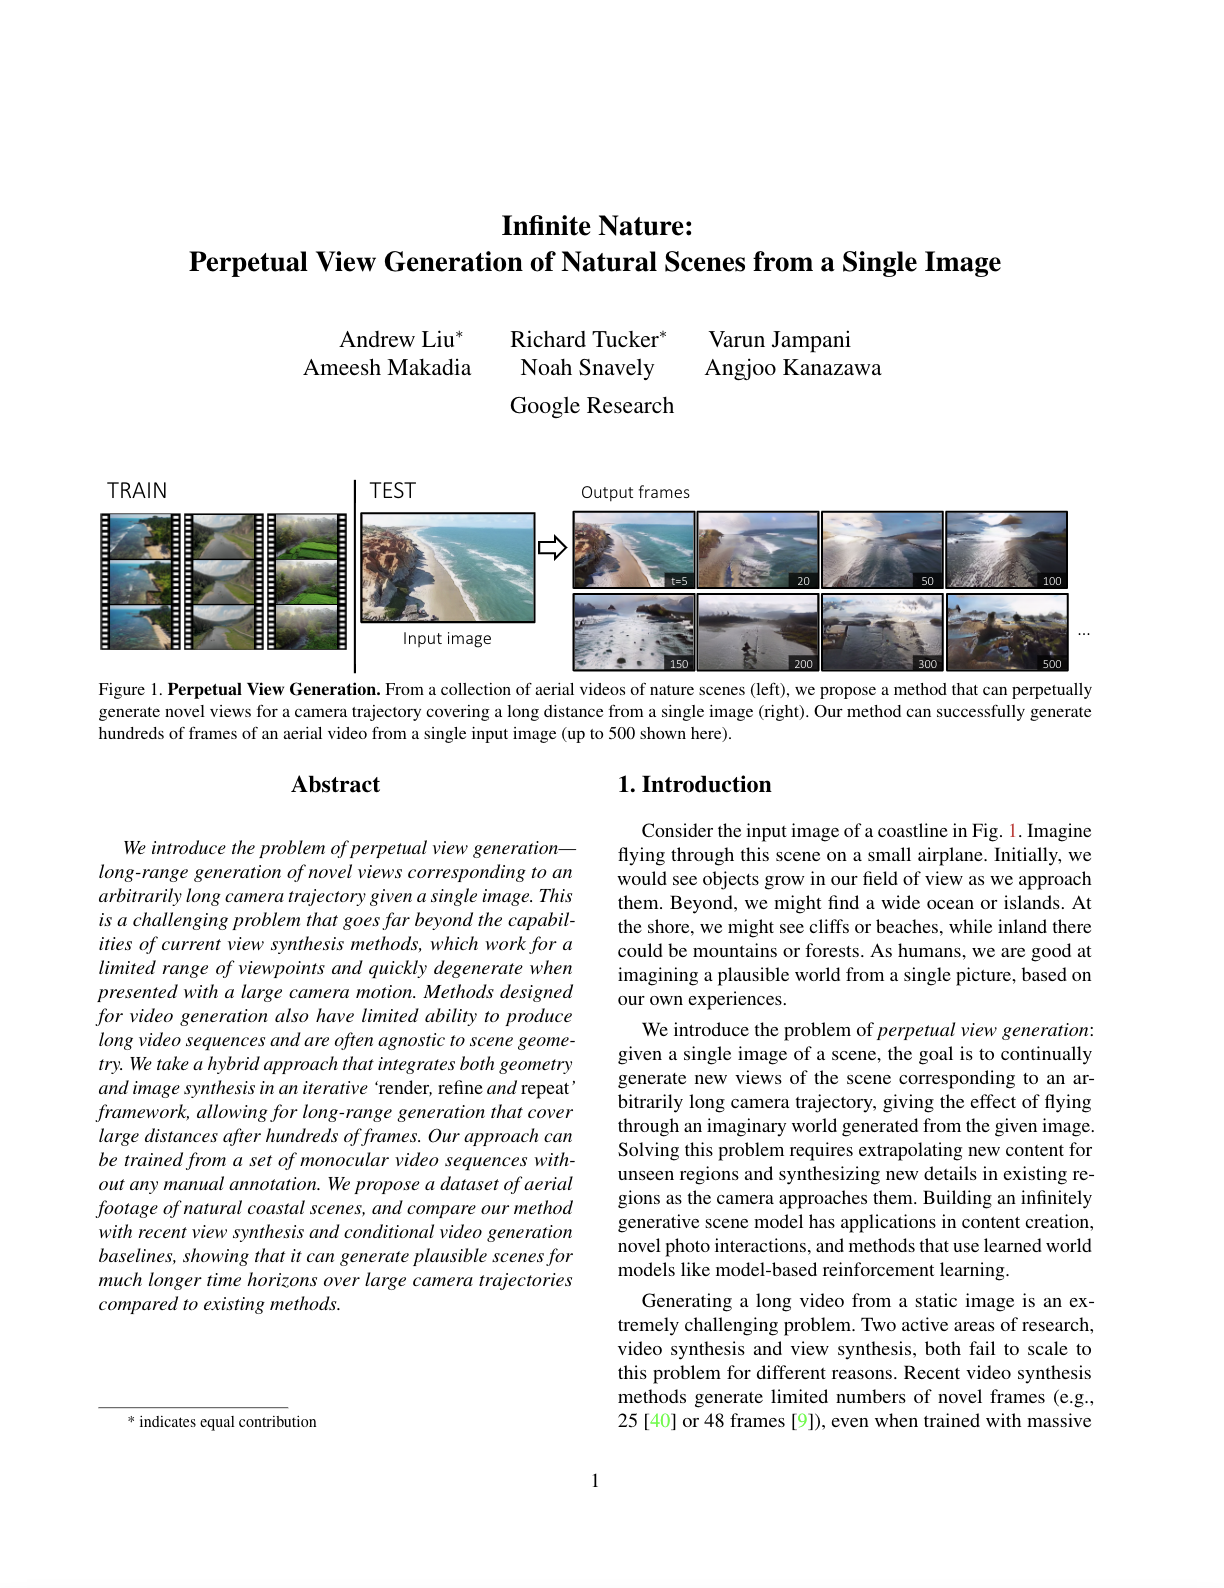 Infinite Nature:
Perpetual View Generation of Natural Scenes from a Single Image
Andrew Liu* Richard Tucker* Varun Jampani
Ameesh Makadia Noah Snavely Angjoo Kanazawa
Google Research
TRAIN
TEST
Input image
Output frames
t=5 20 50 100
150 200 300 500
...
Figure 1. Perpetual View Generation. From a collection of aerial videos of nature scenes (left), we propose a method that can perpetually
generate novel views for a camera trajectory covering a long distance from a single image (right). Our method can successfully generate
hundreds of frames of an aerial video from a single input image (up to 500 shown here).
Abstract
We introduce the problem of perpetual view generation—
long-range generation of novel views corresponding to an
arbitrarily long camera trajectory given a single image. This
is a challenging problem that goes far beyond the capabil-
ities of current view synthesis methods, which work for a
limited range of viewpoints and quickly degenerate when
presented with a large camera motion. Methods designed
for video generation also have limited ability to produce
long video sequences and are often agnostic to scene geome-
try. We take a hybrid approach that integrates both geometry
and image synthesis in an iterative ‘render, refine and repeat’
framework, allowing for long-range generation that cover
large distances after hundreds of frames. Our approach can
be trained from a set of monocular video sequences with-
out any manual annotation. We propose a dataset of aerial
footage of natural coastal scenes, and compare our method
with recent view synthesis and conditional video generation
baselines, showing that it can generate plausible scenes for
much longer time horizons over large camera trajectories
compared to existing methods.
* indicates equal contribution
1. Introduction
Consider the input image of a coastline in Fig. 1. Imagine
flying through this scene on a small airplane. Initially, we
would see objects grow in our field of view as we approach
them. Beyond, we might find a wide ocean or islands. At
the shore, we might see cliffs or beaches, while inland there
could be mountains or forests. As humans, we are good at
imagining a plausible world from a single picture, based on
our own experiences.
We introduce the problem of perpetual view generation:
given a single image of a scene, the goal is to continually
generate new views of the scene corresponding to an ar-
bitrarily long camera trajectory, giving the effect of flying
through an imaginary world generated from the given image.
Solving this problem requires extrapolating new content for
unseen regions and synthesizing new details in existing re-
gions as the camera approaches them. Building an infinitely
generative scene model has applications in content creation,
novel photo interactions, and methods that use learned world
models like model-based reinforcement learning.
Generating a long video from a static image is an ex-
tremely challenging problem. Two active areas of research,
video synthesis and view synthesis, both fail to scale to
this problem for different reasons. Recent video synthesis
methods generate limited numbers of novel frames (e.g.,
25 [40] or 48 frames [9]), even when trained with massive
1